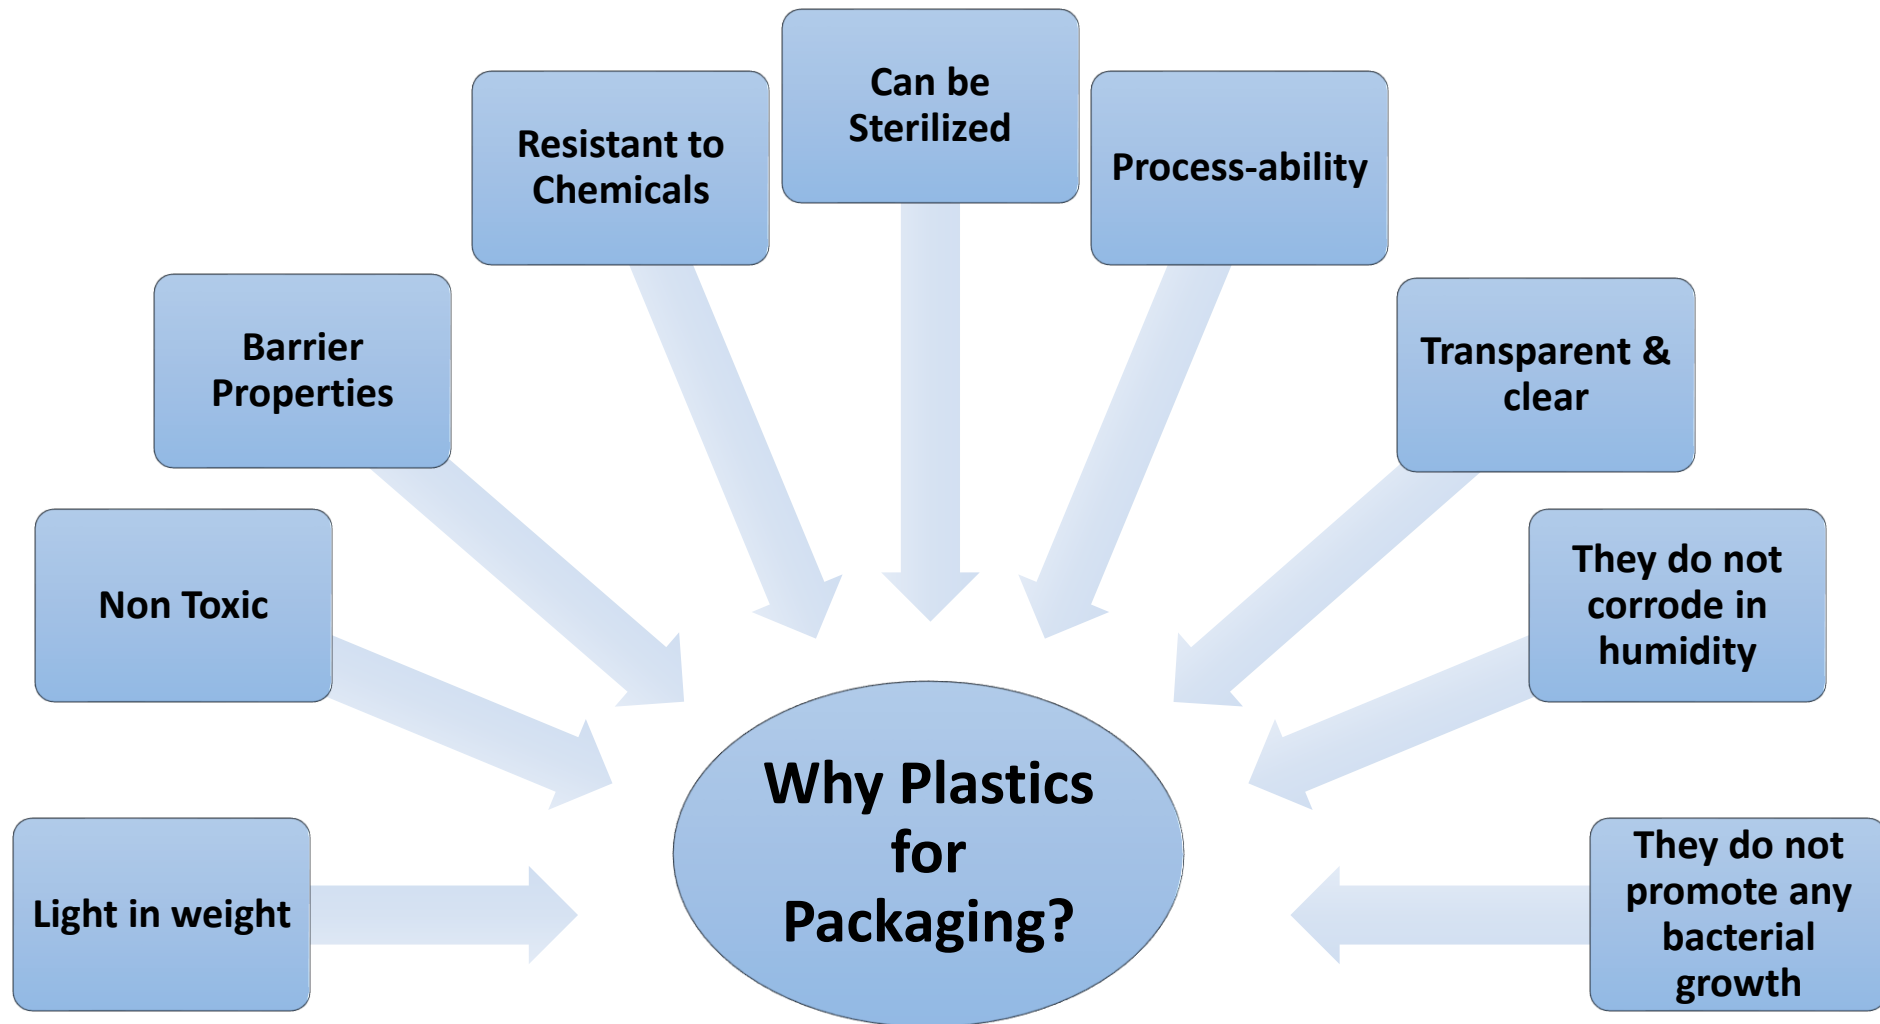 Can be
Sterilized
Resistant to
Chemicals
Process-ability
Barrier
Properties
Transparent &
clear
Non Toxic
They do not
corrode in
humidity
Why Plastics
for
Packaging?
Light in weight
They do not
promote any
bacterial
growth